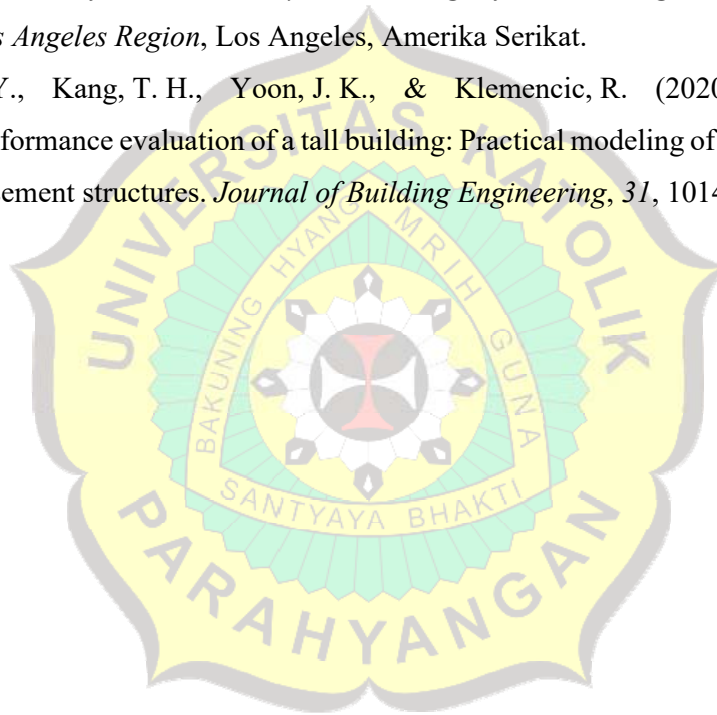 s Angeles Region, Los Angeles, Amerika Serikat.
Y., Kang, T. H., Yoon, J. K., & Klemencic, R. (2020
formance evaluation of a tall building: Practical modeling of
ement structures. Journal of Building Engineering, 31, 1014
UNIVERSITAS KATOLIK
PARAHYANGAN
BAKUNING HYANG MRIH GUNA
SANTYAYA BHAKTI